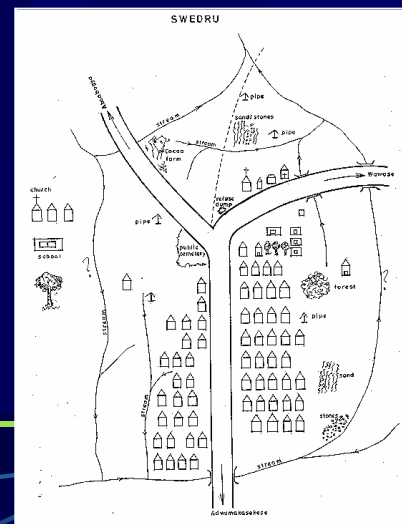 SWEDRU
stream
pipe
sand/stones
pipe
stream
Cocoa
farm
Wawase
church
refuse
dump
pipe
school
public
cemetery
?
?
forest
pipe
stream
sand
stream
stones
stream